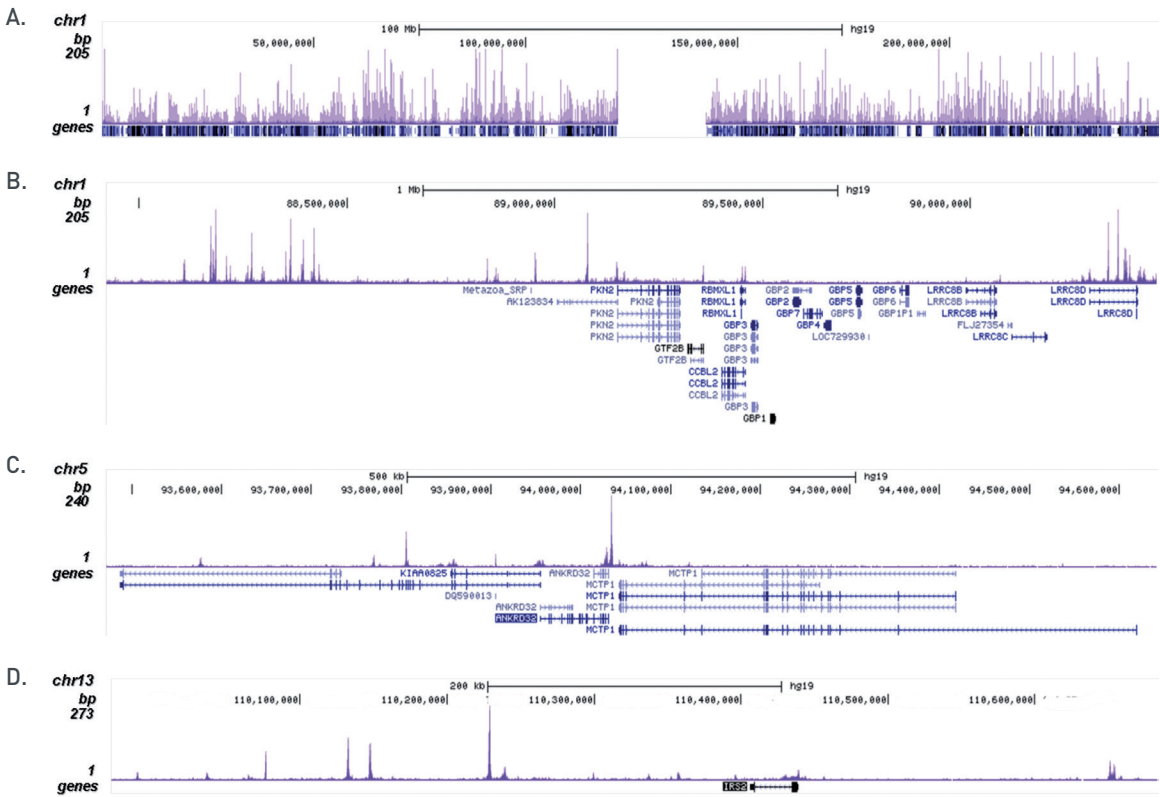 A.
chr1
100 Mb hg19
bp 50,000,000 100,000,000 150,000,000 200,000,000
205
1
genes
B.
chr1
1 Mb hg19
bp 88,500,000 89,000,000 89,500,000 90,000,000
205
1
genes
Metazoa_SRP PKN2 RBMXL1 GBP2 GBP5 GBP6 LRRC8B LRRC8D
AK123834 PKN2 RBMXL1 GBP2 GBP5 GBP6 LRRC8B LRRC8D
PKN2 RBMXL1 GBP7 GBP5 GBP1P1 LRRC8B LRRC8D
PKN2 GBP3 GBP4 FLJ27354
PKN2 GBP3 LOC729930 LRRC8C
GTF2B GBP3
GTF2B GBP3
CCBL2
CCBL2
CCBL2
GBP3
GBP1
C.
chr5
500 kb hg19
bp 93,600,000 93,700,000 93,800,000 93,900,000 94,000,000 94,100,000 94,200,000 94,300,000 94,400,000 94,500,000 94,600,000
240
1
genes
KIAA0825 ANKRD32 MCTP1
MCTP1
DQ590013 MCTP1
ANKRD32 MCTP1
ANKRD32
MCTP1
D.
chr13
200 kb hg19
bp 110,100,000 110,200,000 110,300,000 110,400,000 110,500,000 110,600,000
273
1
genes IRS2